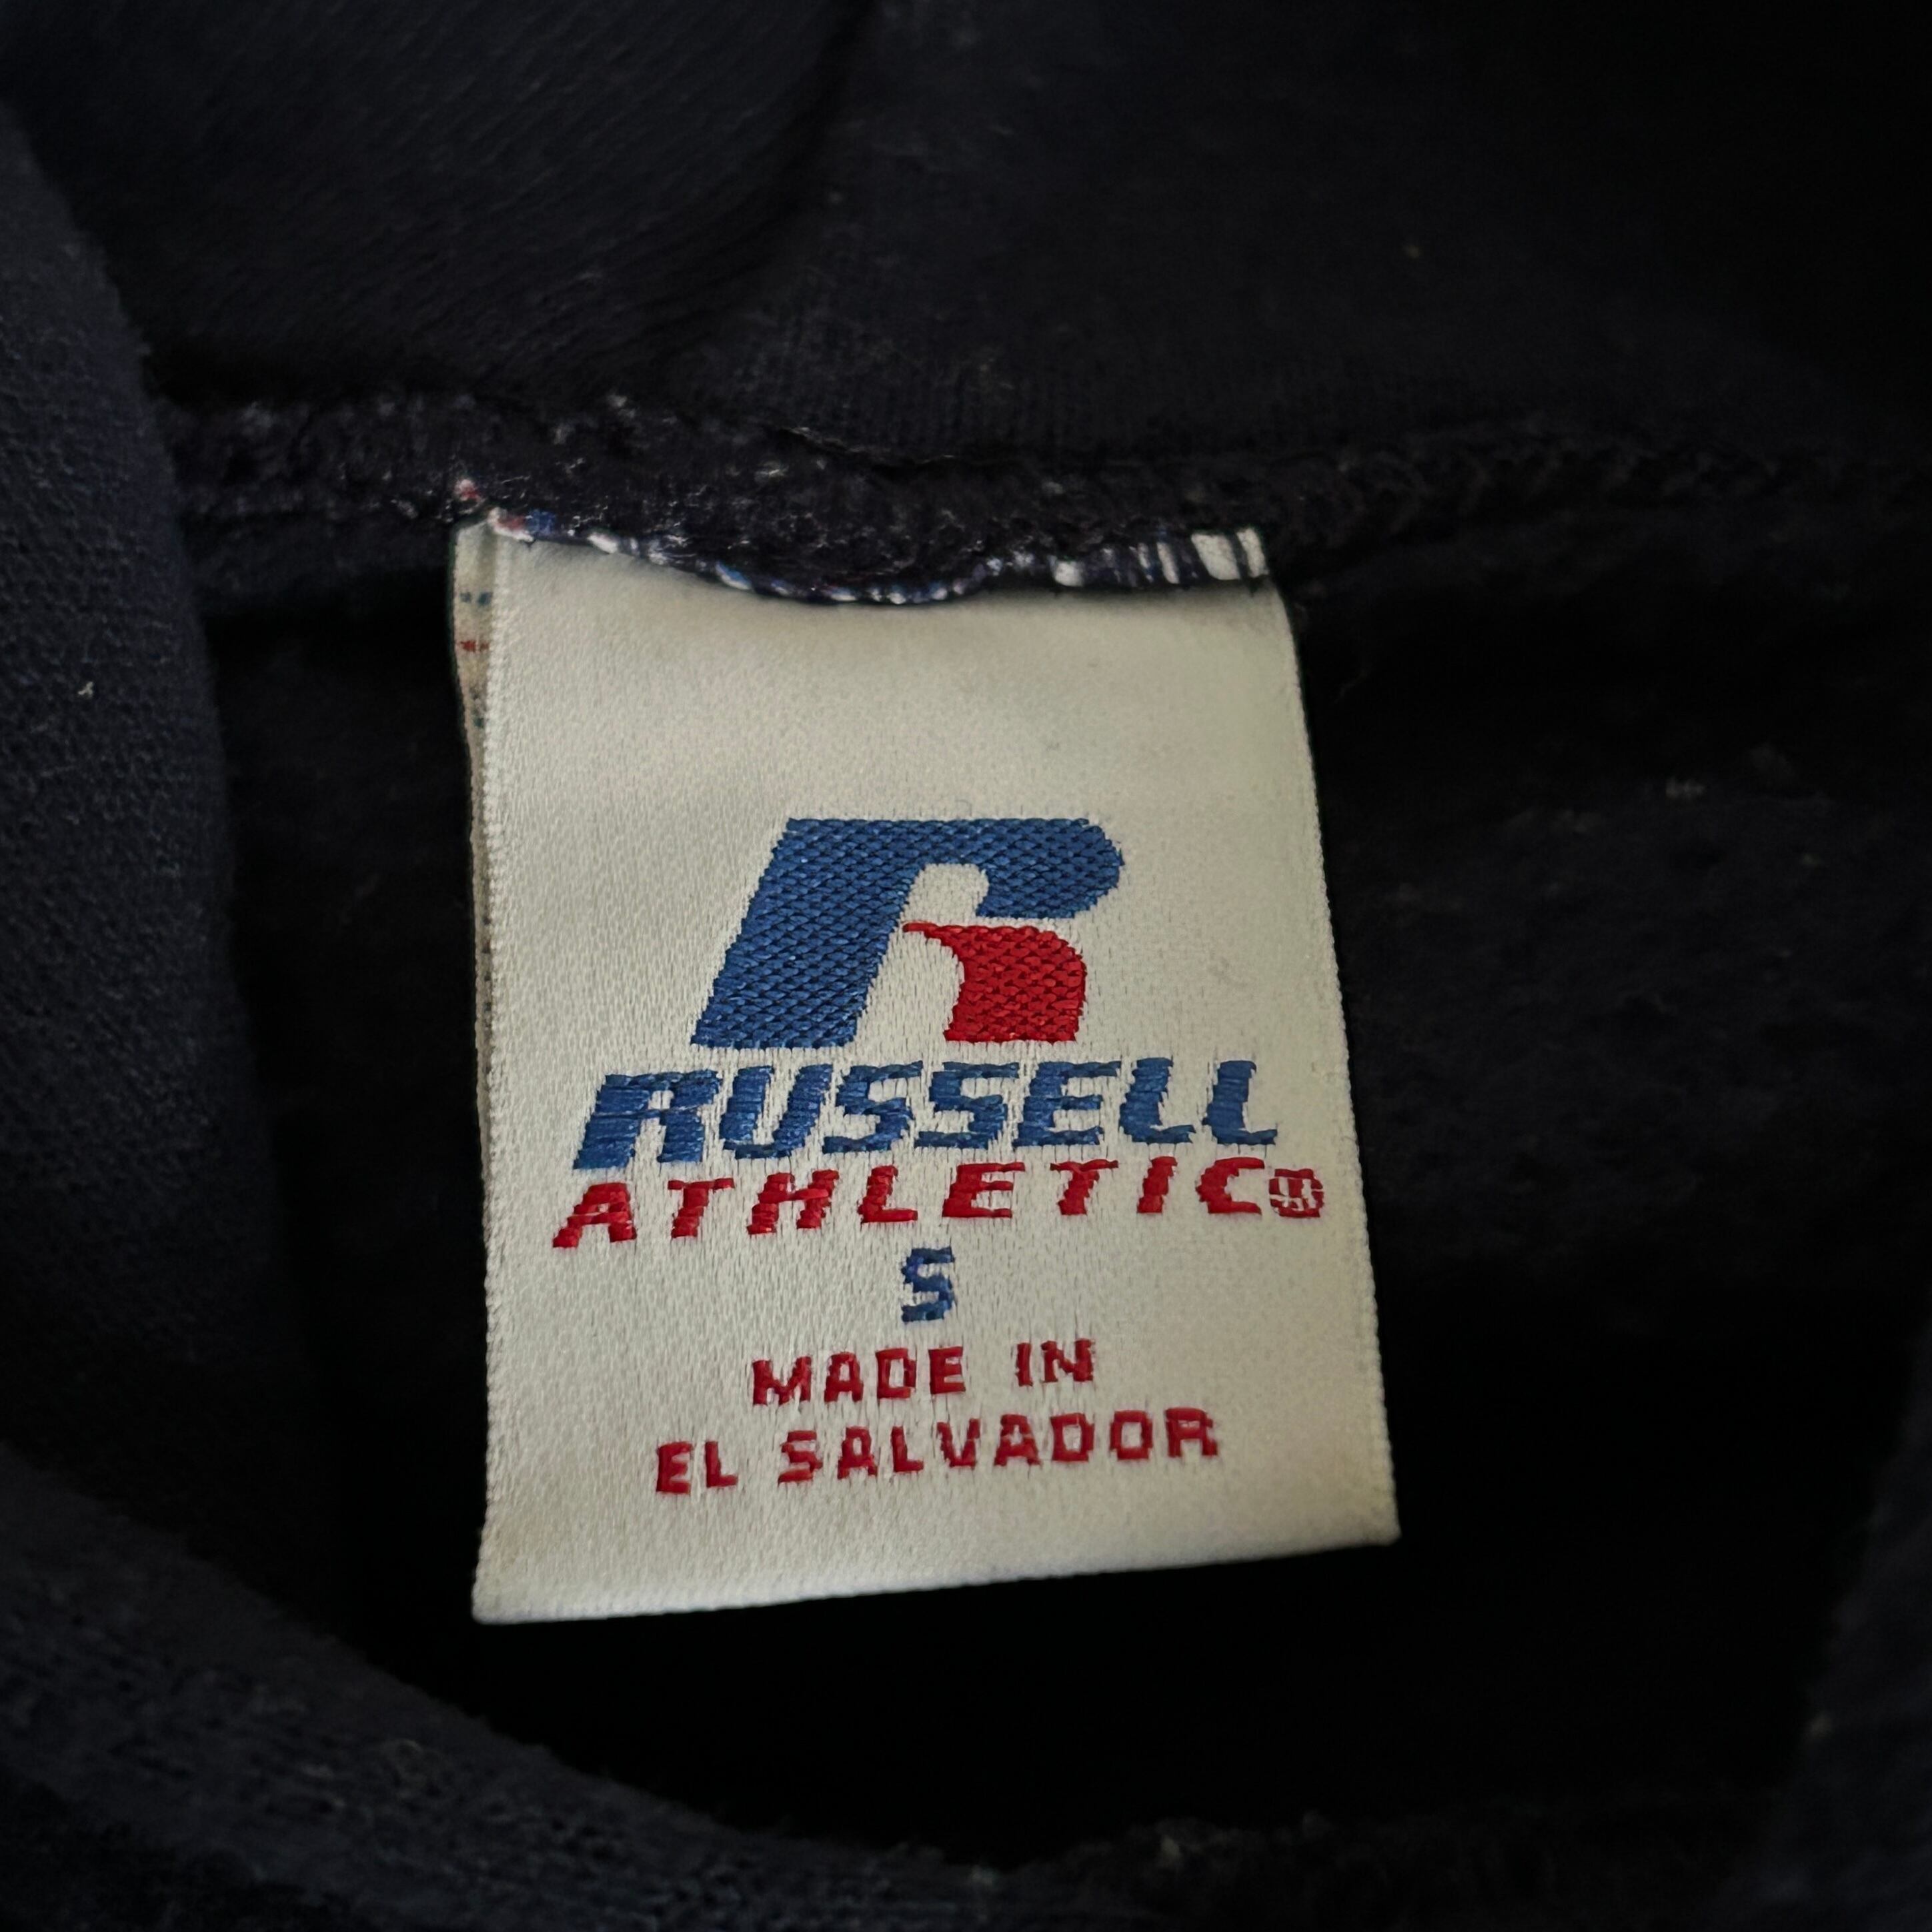 RUSSELL
ATHLETIC®
S
MADE IN
EL SALVADOR